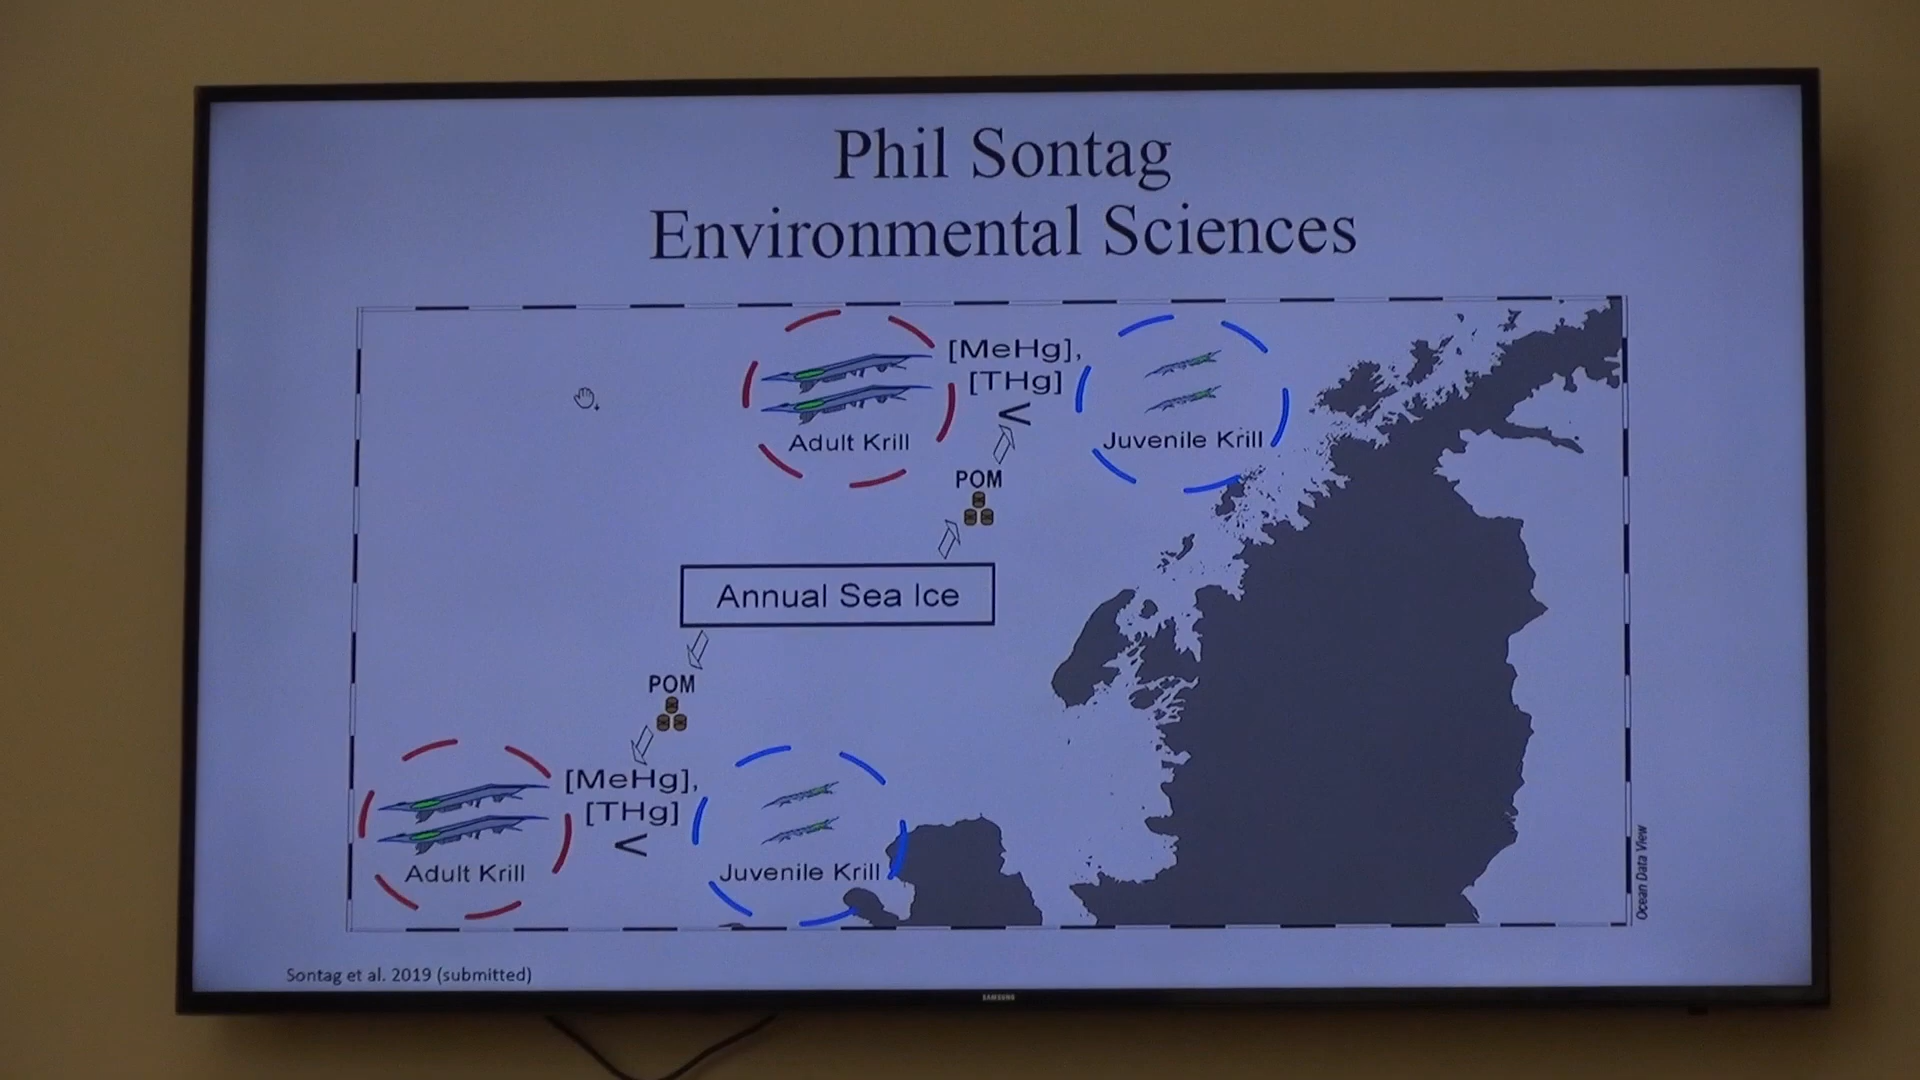 Phil Sontag
Environmental Sciences
[MeHg],
[THg]
<
Adult Krill
Juvenile Krill
POM
Annual Sea Ice
POM
[MeHg],
[THg]
<
Adult Krill
Juvenile Krill
Ocean Data View
Sontag et al. 2019 (submitted)
SAMSUNG